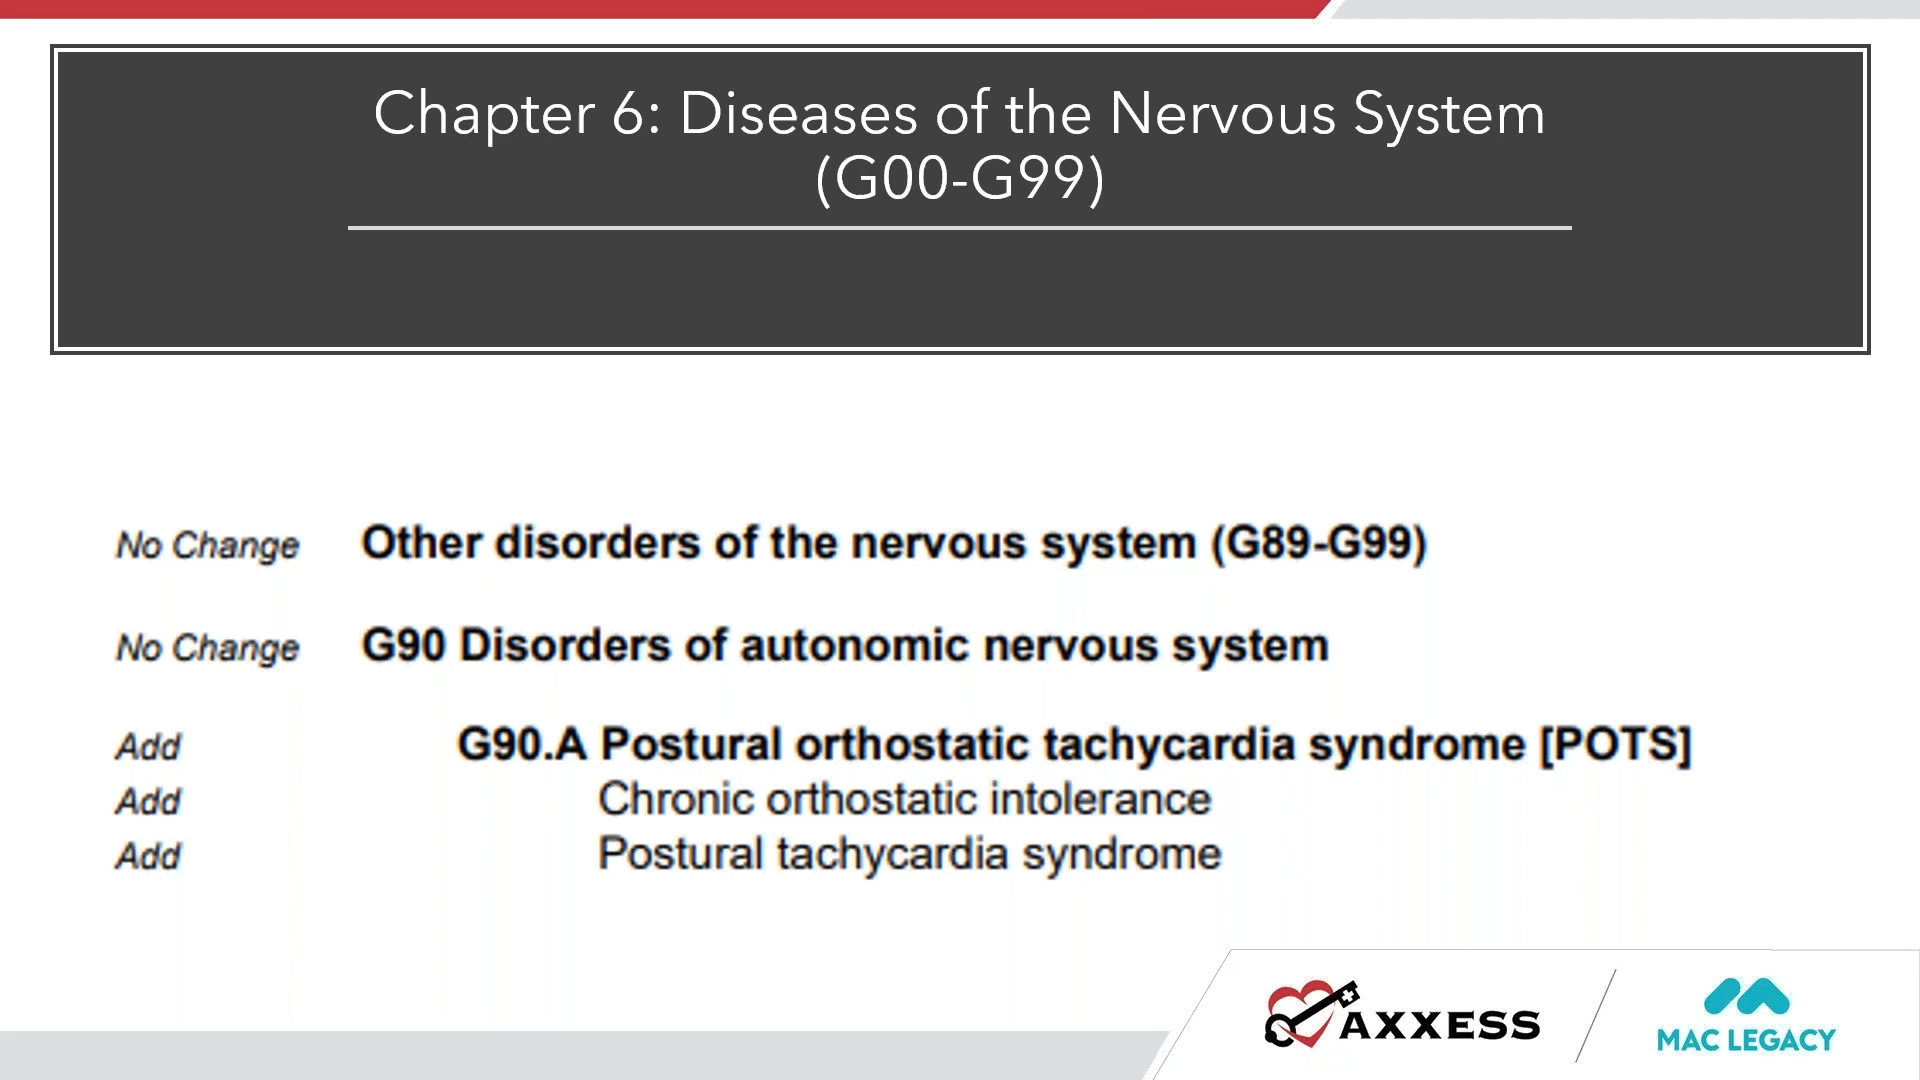 Chapter 6: Diseases of the Nervous System
(G00-G99)
No Change Other disorders of the nervous system (G89-G99)
No Change G90 Disorders of autonomic nervous system
Add G90.A Postural orthostatic tachycardia syndrome [POTS]
Add Chronic orthostatic intolerance
Add Postural tachycardia syndrome
AXXESS
MAC LEGACY